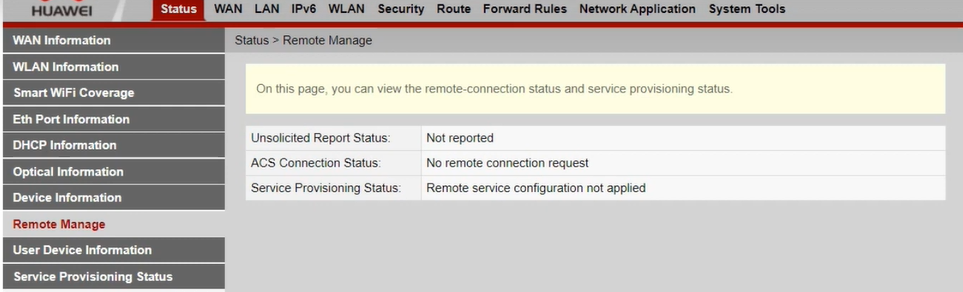 HUAWEI
Status WAN LAN IPv6 WLAN Security Route Forward Rules Network Application System Tools
WAN Information
WLAN Information
Smart WiFi Coverage
Eth Port Information
DHCP Information
Optical Information
Device Information
Remote Manage
User Device Information
Service Provisioning Status
Status > Remote Manage
On this page, you can view the remote-connection status and service provisioning status.
Unsolicited Report Status: Not reported
ACS Connection Status: No remote connection request
Service Provisioning Status: Remote service configuration not applied